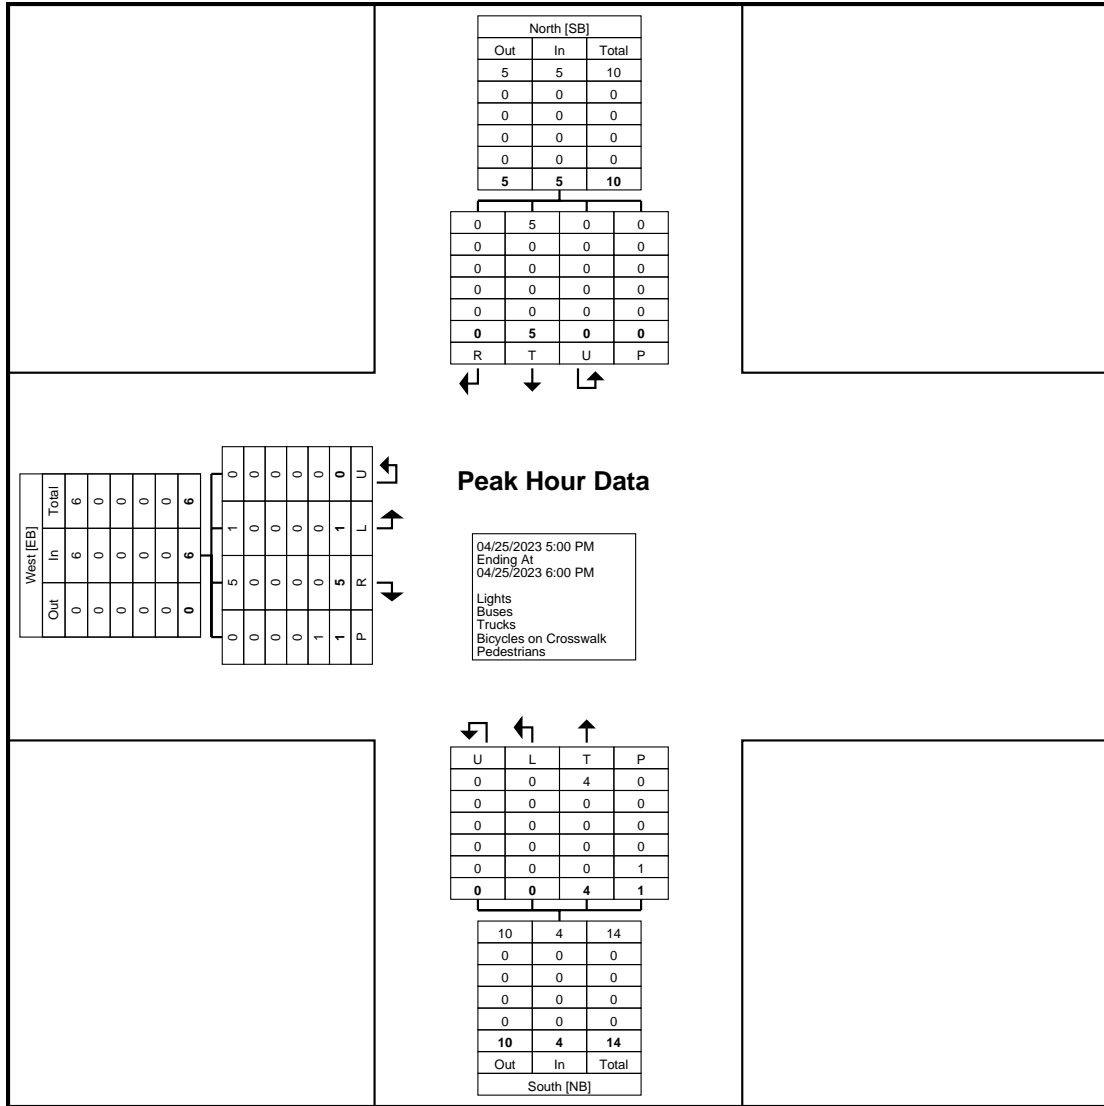 North [SB]
Out In Total
5 5 10
0 0 0
0 0 0
0 0 0
0 0 0
5 5 10
0 5 0 0
0 0 0 0
0 0 0 0
0 0 0 0
0 0 0 0
0 5 0 0
R T U P
West [EB]
Out In Total
0 6 6
0 0 0
0 0 0
0 0 0
0 0 0
0 6 6
0 5 1 0
0 0 0 0
0 0 0 0
0 0 0 0
1 0 0 0
1 5 1 0
P R L U
Peak Hour Data
04/25/2023 5:00 PM
Ending At
04/25/2023 6:00 PM
Lights
Buses
Trucks
Bicycles on Crosswalk
Pedestrians
U L T P
0 0 4 0
0 0 0 0
0 0 0 0
0 0 0 0
0 0 0 1
0 0 4 1
10 4 14
0 0 0
0 0 0
0 0 0
0 0 0
10 4 14
Out In Total
South [NB]